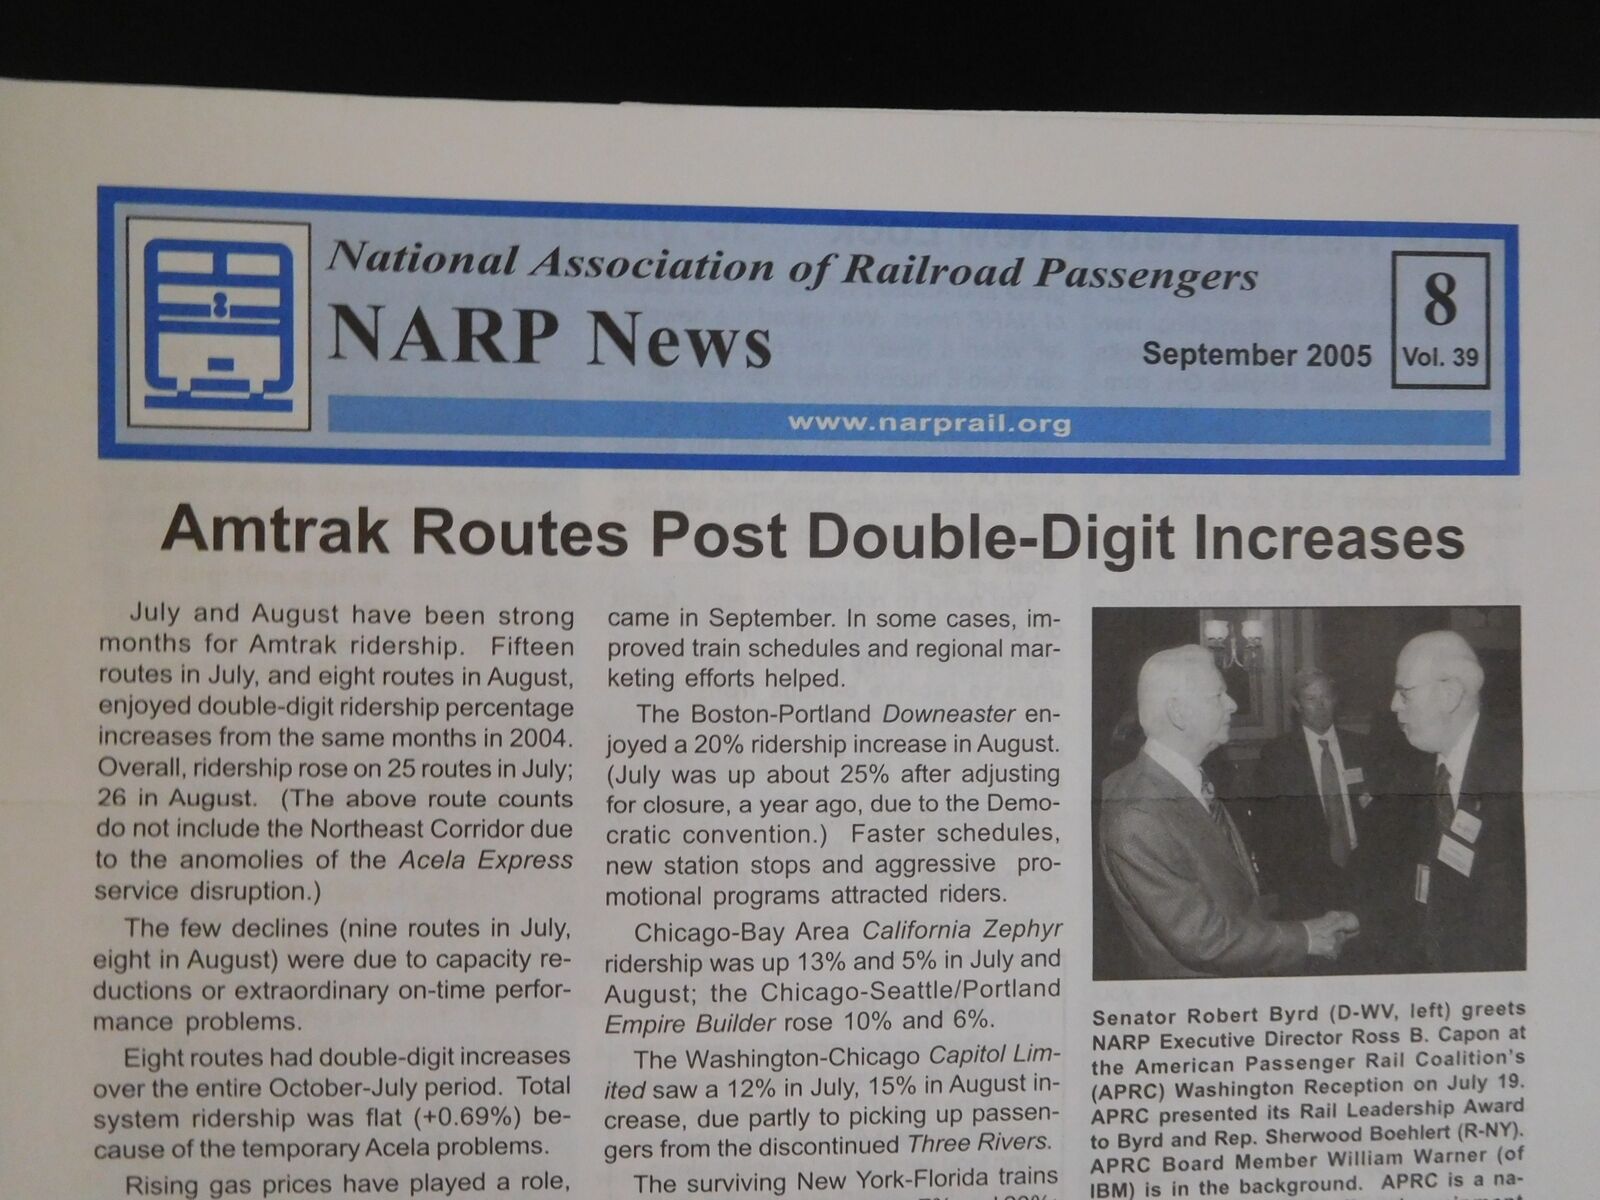 National Association of Railroad Passengers
NARP News
September 2005
8
Vol. 39
www.narprail.org
Amtrak Routes Post Double-Digit Increases
July and August have been strong
months for Amtrak ridership. Fifteen
routes in July, and eight routes in August,
enjoyed double-digit ridership percentage
increases from the same months in 2004.
Overall, ridership rose on 25 routes in July;
26 in August. (The above route counts
do not include the Northeast Corridor due
to the anomolies of the Acela Express
service disruption.)
The few declines (nine routes in July,
eight in August) were due to capacity re-
ductions or extraordinary on-time perfor-
mance problems.
Eight routes had double-digit increases
over the entire October-July period. Total
system ridership was flat (+0.69%) be-
cause of the temporary Acela problems.
Rising gas prices have played a role,
came in September. In some cases, im-
proved train schedules and regional mar-
keting efforts helped.
The Boston-Portland Downeaster en-
joyed a 20% ridership increase in August.
(July was up about 25% after adjusting
for closure, a year ago, due to the Demo-
cratic convention.) Faster schedules,
new station stops and aggressive pro-
motional programs attracted riders.
Chicago-Bay Area California Zephyr
ridership was up 13% and 5% in July and
August; the Chicago-Seattle/Portland
Empire Builder rose 10% and 6%.
The Washington-Chicago Capitol Lim-
ited saw a 12% in July, 15% in August in-
crease, due partly to picking up passen-
gers from the discontinued Three Rivers.
The surviving New York-Florida trains
Senator Robert Byrd (D-WV, left) greets
NARP Executive Director Ross B. Capon at
the American Passenger Rail Coalition's
(APRC) Washington Reception on July 19.
APRC presented its Rail Leadership Award
to Byrd and Rep. Sherwood Boehlert (R-NY).
APRC Board Member William Warner (of
IBM) is in the background. APRC is a na-